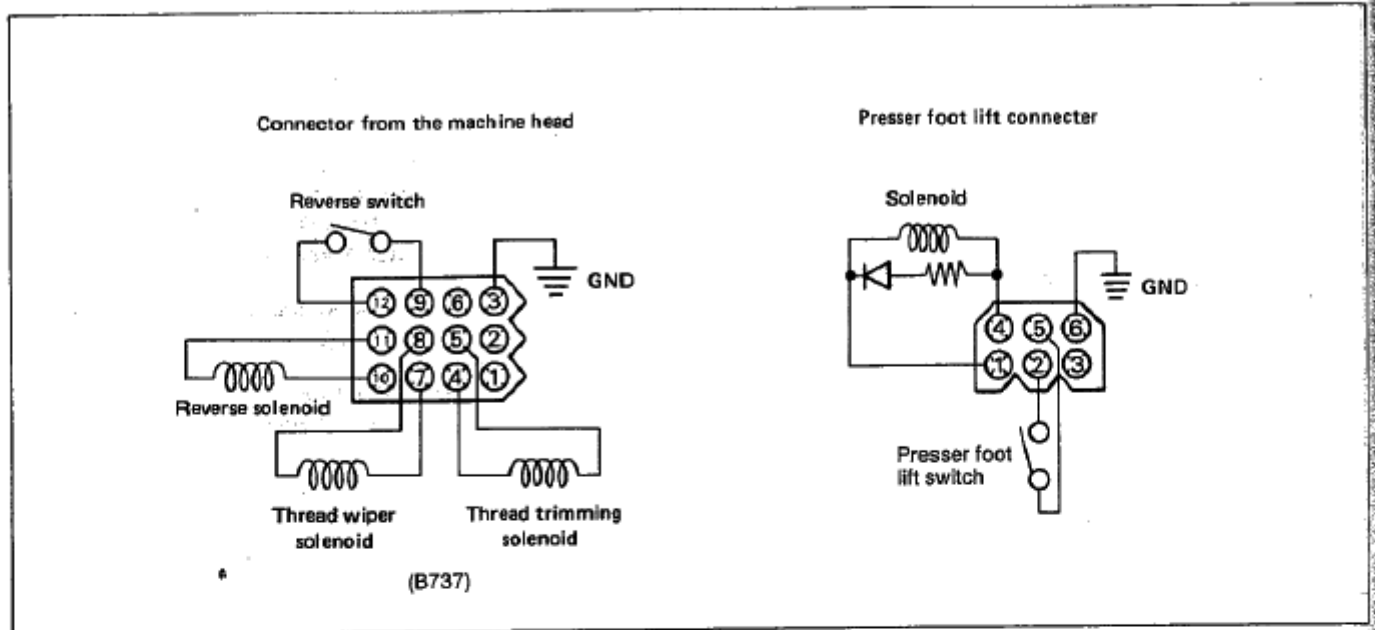 Connector from the machine head
Presser foot lift connecter
Reverse switch
Solenoid
GND
GND
12 9 6 3
11 8 5 2
10 7 4 1
4 5 6
1 2 3
Reverse solenoid
Presser foot
lift switch
Thread wiper
solenoid
Thread trimming
solenoid
(B737)